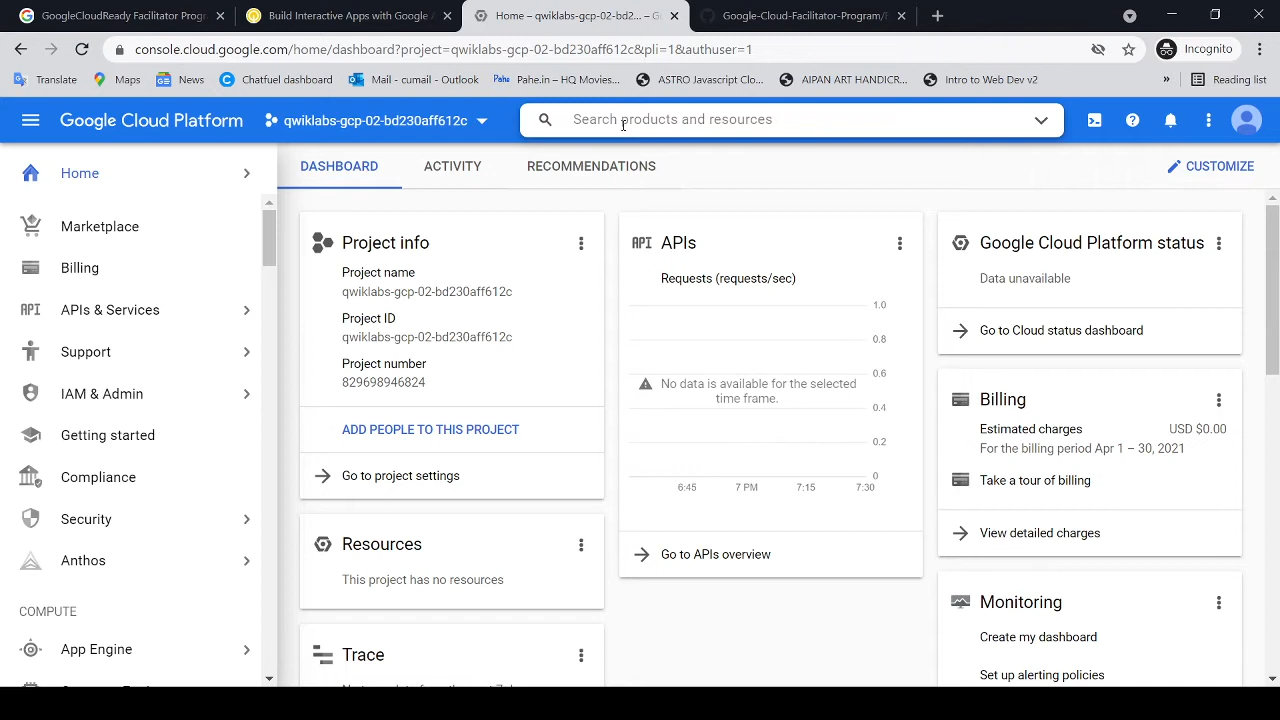 GoogleCloudReady Facilitator Progr
Build Interactive Apps with Google A
Home – qwiklabs-gcp-02-bd2... – G
Google-Cloud-Facilitator-Program/F
console.cloud.google.com/home/dashboard?project=qwiklabs-gcp-02-bd230aff612c&pli=1&authuser=1
Incognito
Translate
Maps
News
Chatfuel dashboard
Mail - cumail - Outlook
Pahe Pahe.in – HQ Movies...
ASTRO Javascript Clo...
AIPAN ART HANDICR...
Intro to Web Dev v2
»
Reading list
Google Cloud Platform
qwiklabs-gcp-02-bd230aff612c
Search products and resources
Home
Marketplace
Billing
API APIs & Services
Support
IAM & Admin
Getting started
Compliance
Security
Anthos
COMPUTE
App Engine
DASHBOARD
ACTIVITY
RECOMMENDATIONS
CUSTOMIZE
Project info
Project name
qwiklabs-gcp-02-bd230aff612c
Project ID
qwiklabs-gcp-02-bd230aff612c
Project number
829698946824
ADD PEOPLE TO THIS PROJECT
Go to project settings
Resources
This project has no resources
Trace
API APIs
Requests (requests/sec)
1.0
0.8
0.6
No data is available for the selected
time frame.
0.4
0.2
0
6:45 7 PM 7:15 7:30
Go to APIs overview
Google Cloud Platform status
Data unavailable
Go to Cloud status dashboard
Billing
Estimated charges USD $0.00
For the billing period Apr 1 – 30, 2021
Take a tour of billing
View detailed charges
Monitoring
Create my dashboard
Set up alerting policies